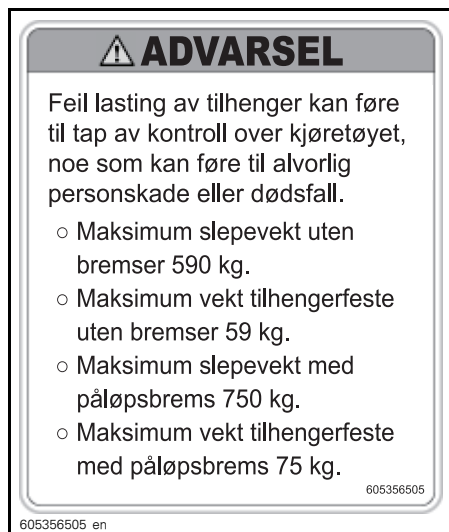 ADVARSEL
Feil lasting av tilhenger kan føre
til tap av kontroll over kjøretøyet,
noe som kan føre til alvorlig
personskade eller dødsfall.
○ Maksimum slepevekt uten
bremser 590 kg.
○ Maksimum vekt tilhengerfeste
uten bremser 59 kg.
○ Maksimum slepevekt med
påløpsbrems 750 kg.
○ Maksimum vekt tilhengerfeste
med påløpsbrems 75 kg.
605356505
605356505 en